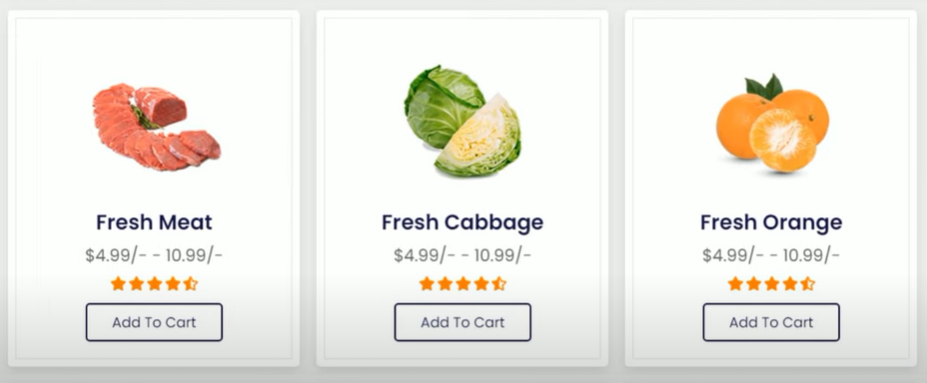 Fresh Meat
$4.99/- - 10.99/-
Add To Cart
Fresh Cabbage
$4.99/- - 10.99/-
Add To Cart
Fresh Orange
$4.99/- - 10.99/-
Add To Cart